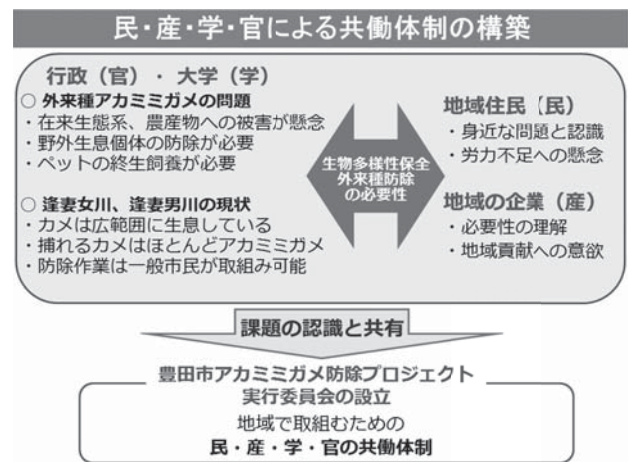 民・産・学・官による共働体制の構築
行政（官）・ 大学（学）
○ 外来種アカミミガメの問題
・在来生態系、農産物への被害が懸念
・野外生息個体の防除が必要
・ペットの終生飼養が必要
○ 逢妻女川、逢妻男川の現状
・カメは広範囲に生息している
・捕れるカメはほとんどアカミミガメ
・防除作業は一般市民が取組み可能
生物多様性保全
外来種防除
の必要性
地域住民（民）
・身近な問題と認識
・労力不足への懸念
地域の企業（産）
・必要性の理解
・地域貢献への意欲
課題の認識と共有
豊田市アカミミガメ防除プロジェクト
実行委員会の設立
地域で取組むための
民・産・学・官の共働体制